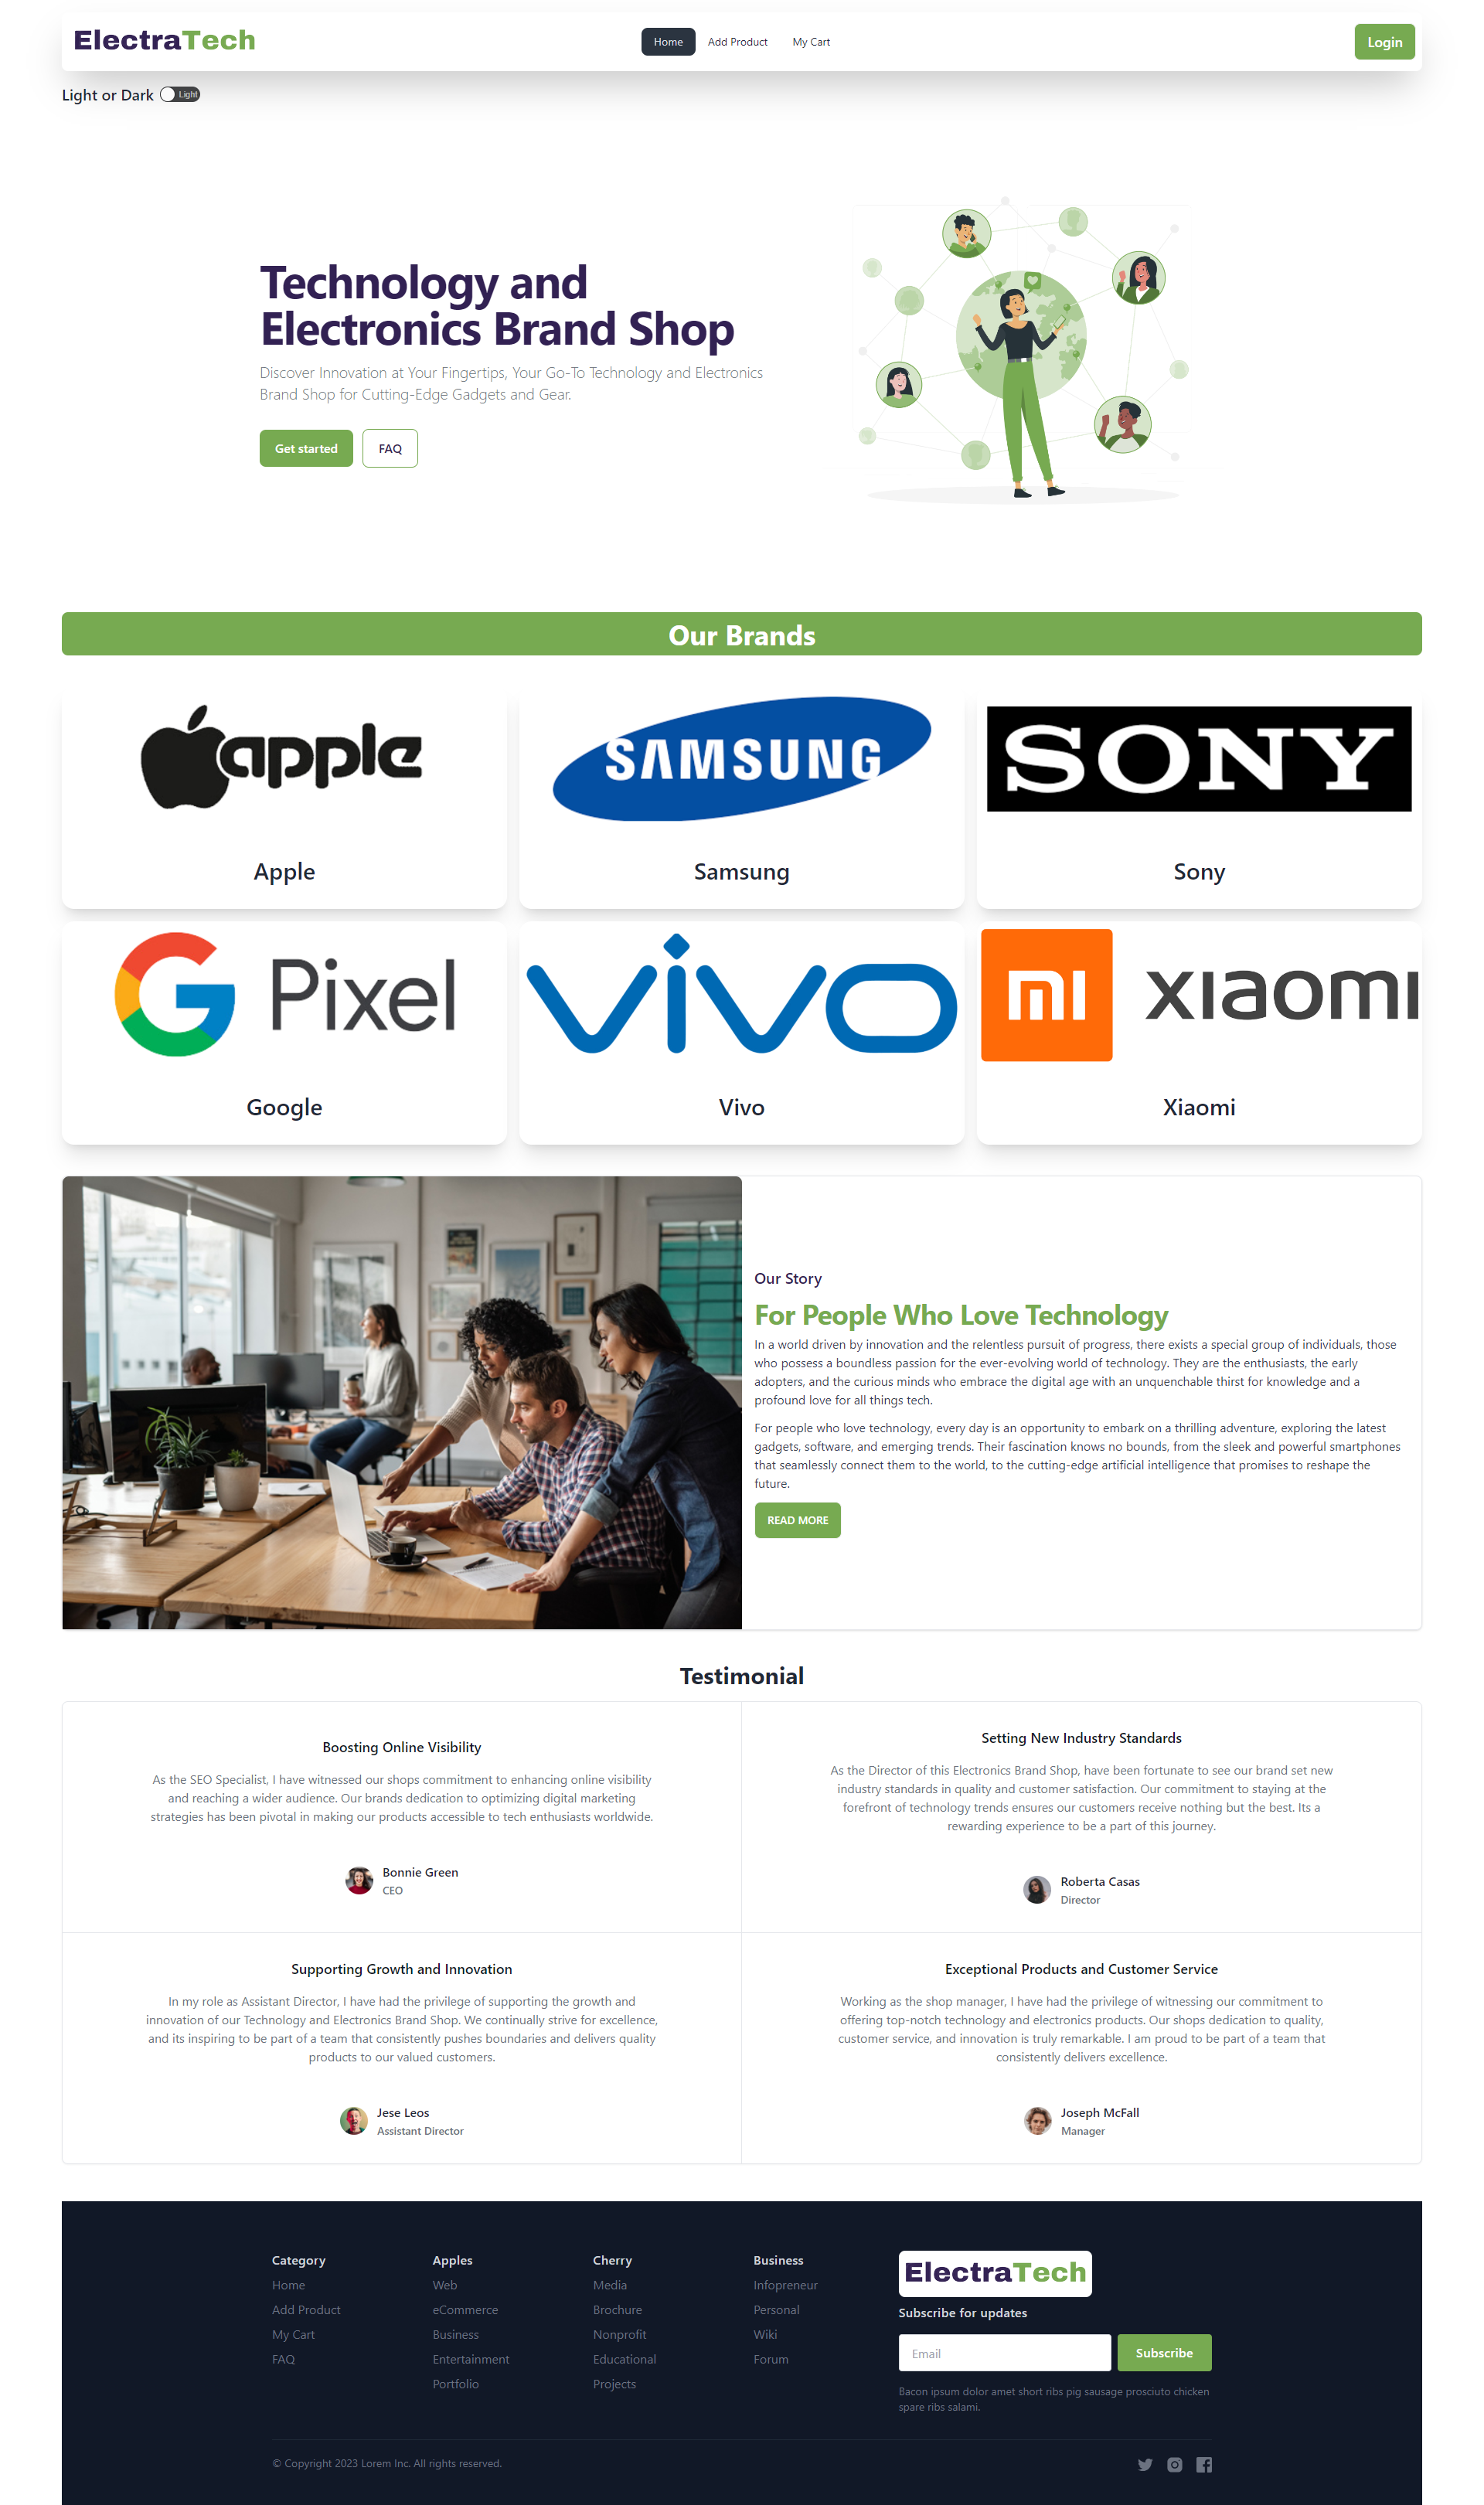 ElectraTech
Home
Add Product
My Cart
Login
Light or Dark
Light
Technology and
Electronics Brand Shop
Discover Innovation at Your Fingertips, Your Go-To Technology and Electronics
Brand Shop for Cutting-Edge Gadgets and Gear.
Get started
FAQ
Our Brands
apple
SAMSUNG
SONY
Apple
Samsung
Sony
G Pixel
vivo
mi xiaomi
Google
Vivo
Xiaomi
Our Story
For People Who Love Technology
In a world driven by innovation and the relentless pursuit of progress, there exists a special group of individuals, those
who possess a boundless passion for the ever-evolving world of technology. They are the enthusiasts, the early
adopters, and the curious minds who embrace the digital age with an unquenchable thirst for knowledge and a
profound love for all things tech.
For people who love technology, every day is an opportunity to embark on a thrilling adventure, exploring the latest
gadgets, software, and emerging trends. Their fascination knows no bounds, from the sleek and powerful smartphones
that seamlessly connect them to the world, to the cutting-edge artificial intelligence that promises to reshape the
future.
READ MORE
Testimonial
Boosting Online Visibility
As the SEO Specialist, I have witnessed our shops commitment to enhancing online visibility
and reaching a wider audience. Our brands dedication to optimizing digital marketing
strategies has been pivotal in making our products accessible to tech enthusiasts worldwide.
Bonnie Green
CEO
Setting New Industry Standards
As the Director of this Electronics Brand Shop, have been fortunate to see our brand set new
industry standards in quality and customer satisfaction. Our commitment to staying at the
forefront of technology trends ensures our customers receive nothing but the best. Its a
rewarding experience to be a part of this journey.
Roberta Casas
Director
Supporting Growth and Innovation
In my role as Assistant Director, I have had the privilege of supporting the growth and
innovation of our Technology and Electronics Brand Shop. We continually strive for excellence,
and its inspiring to be part of a team that consistently pushes boundaries and delivers quality
products to our valued customers.
Jese Leos
Assistant Director
Exceptional Products and Customer Service
Working as the shop manager, I have had the privilege of witnessing our commitment to
offering top-notch technology and electronics products. Our shops dedication to quality,
customer service, and innovation is truly remarkable. I am proud to be part of a team that
consistently delivers excellence.
Joseph McFall
Manager
Category
Home
Add Product
My Cart
FAQ
Apples
Web
eCommerce
Business
Entertainment
Portfolio
Cherry
Media
Brochure
Nonprofit
Educational
Projects
Business
Infopreneur
Personal
Wiki
Forum
ElectraTech
Subscribe for updates
Email
Subscribe
Bacon ipsum dolor amet short ribs pig sausage prosciuto chicken
spare ribs salami.
© Copyright 2023 Lorem Inc. All rights reserved.